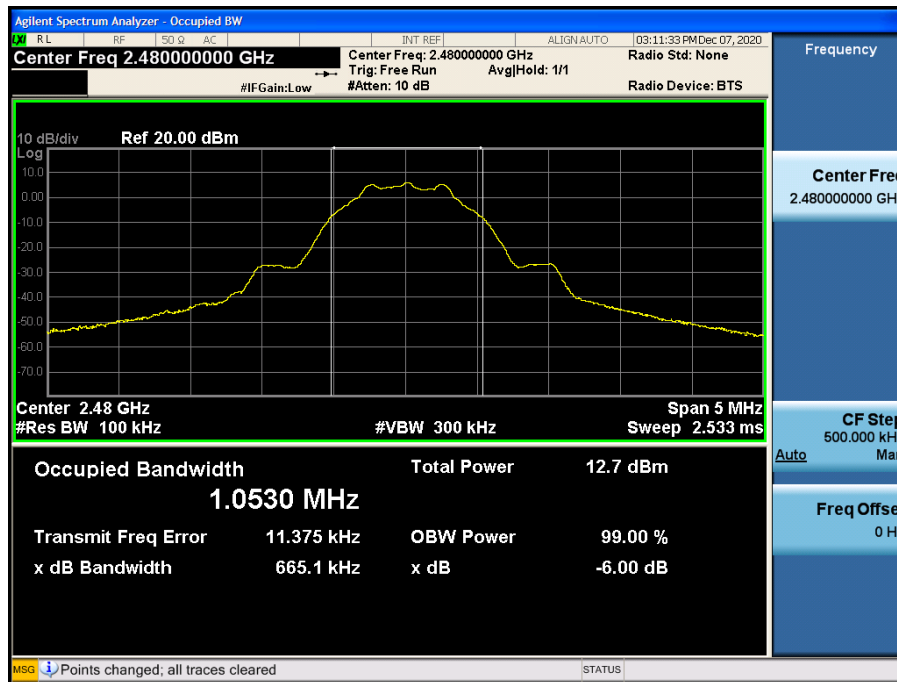 Agilent Spectrum Analyzer - Occupied BW
LXI RL RF 50 Ω AC INT REF ALIGN AUTO 03:11:33 PM Dec 07, 2020
Center Freq 2.480000000 GHz
Center Freq: 2.480000000 GHz
Radio Std: None
Trig: Free Run Avg|Hold: 1/1
#IFGain:Low
#Atten: 10 dB
Radio Device: BTS
10 dB/div Ref 20.00 dBm
Log
10.0
0.00
-10.0
-20.0
-30.0
-40.0
-50.0
-60.0
-70.0
Center 2.48 GHz Span 5 MHz
#Res BW 100 kHz #VBW 300 kHz Sweep 2.533 ms
Occupied Bandwidth Total Power 12.7 dBm
1.0530 MHz
Transmit Freq Error 11.375 kHz OBW Power 99.00 %
x dB Bandwidth 665.1 kHz x dB -6.00 dB
Frequency
Center Fre
2.480000000 GH
CF Step
500.000 kH
Auto Ma
Freq Offse
0 H
MSG Points changed; all traces cleared STATUS